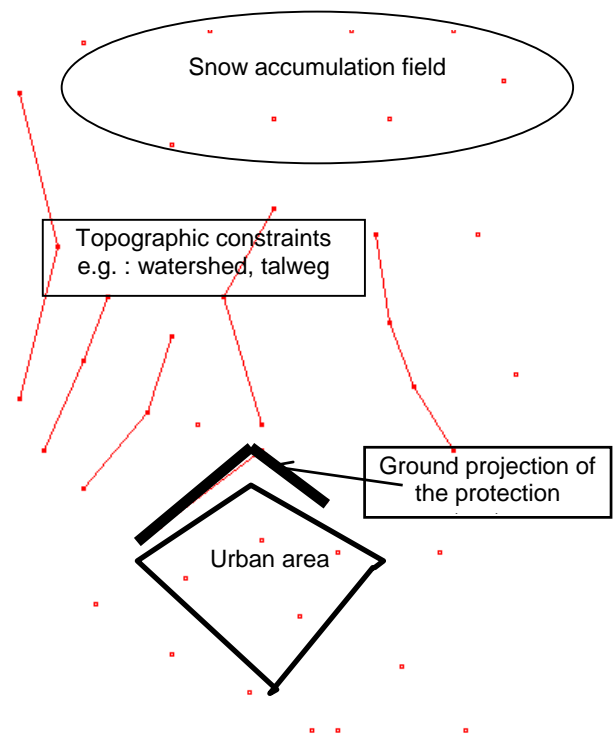 Snow accumulation field
Topographic constraints
e.g. : watershed, talweg
Ground projection of
the protection
Urban area